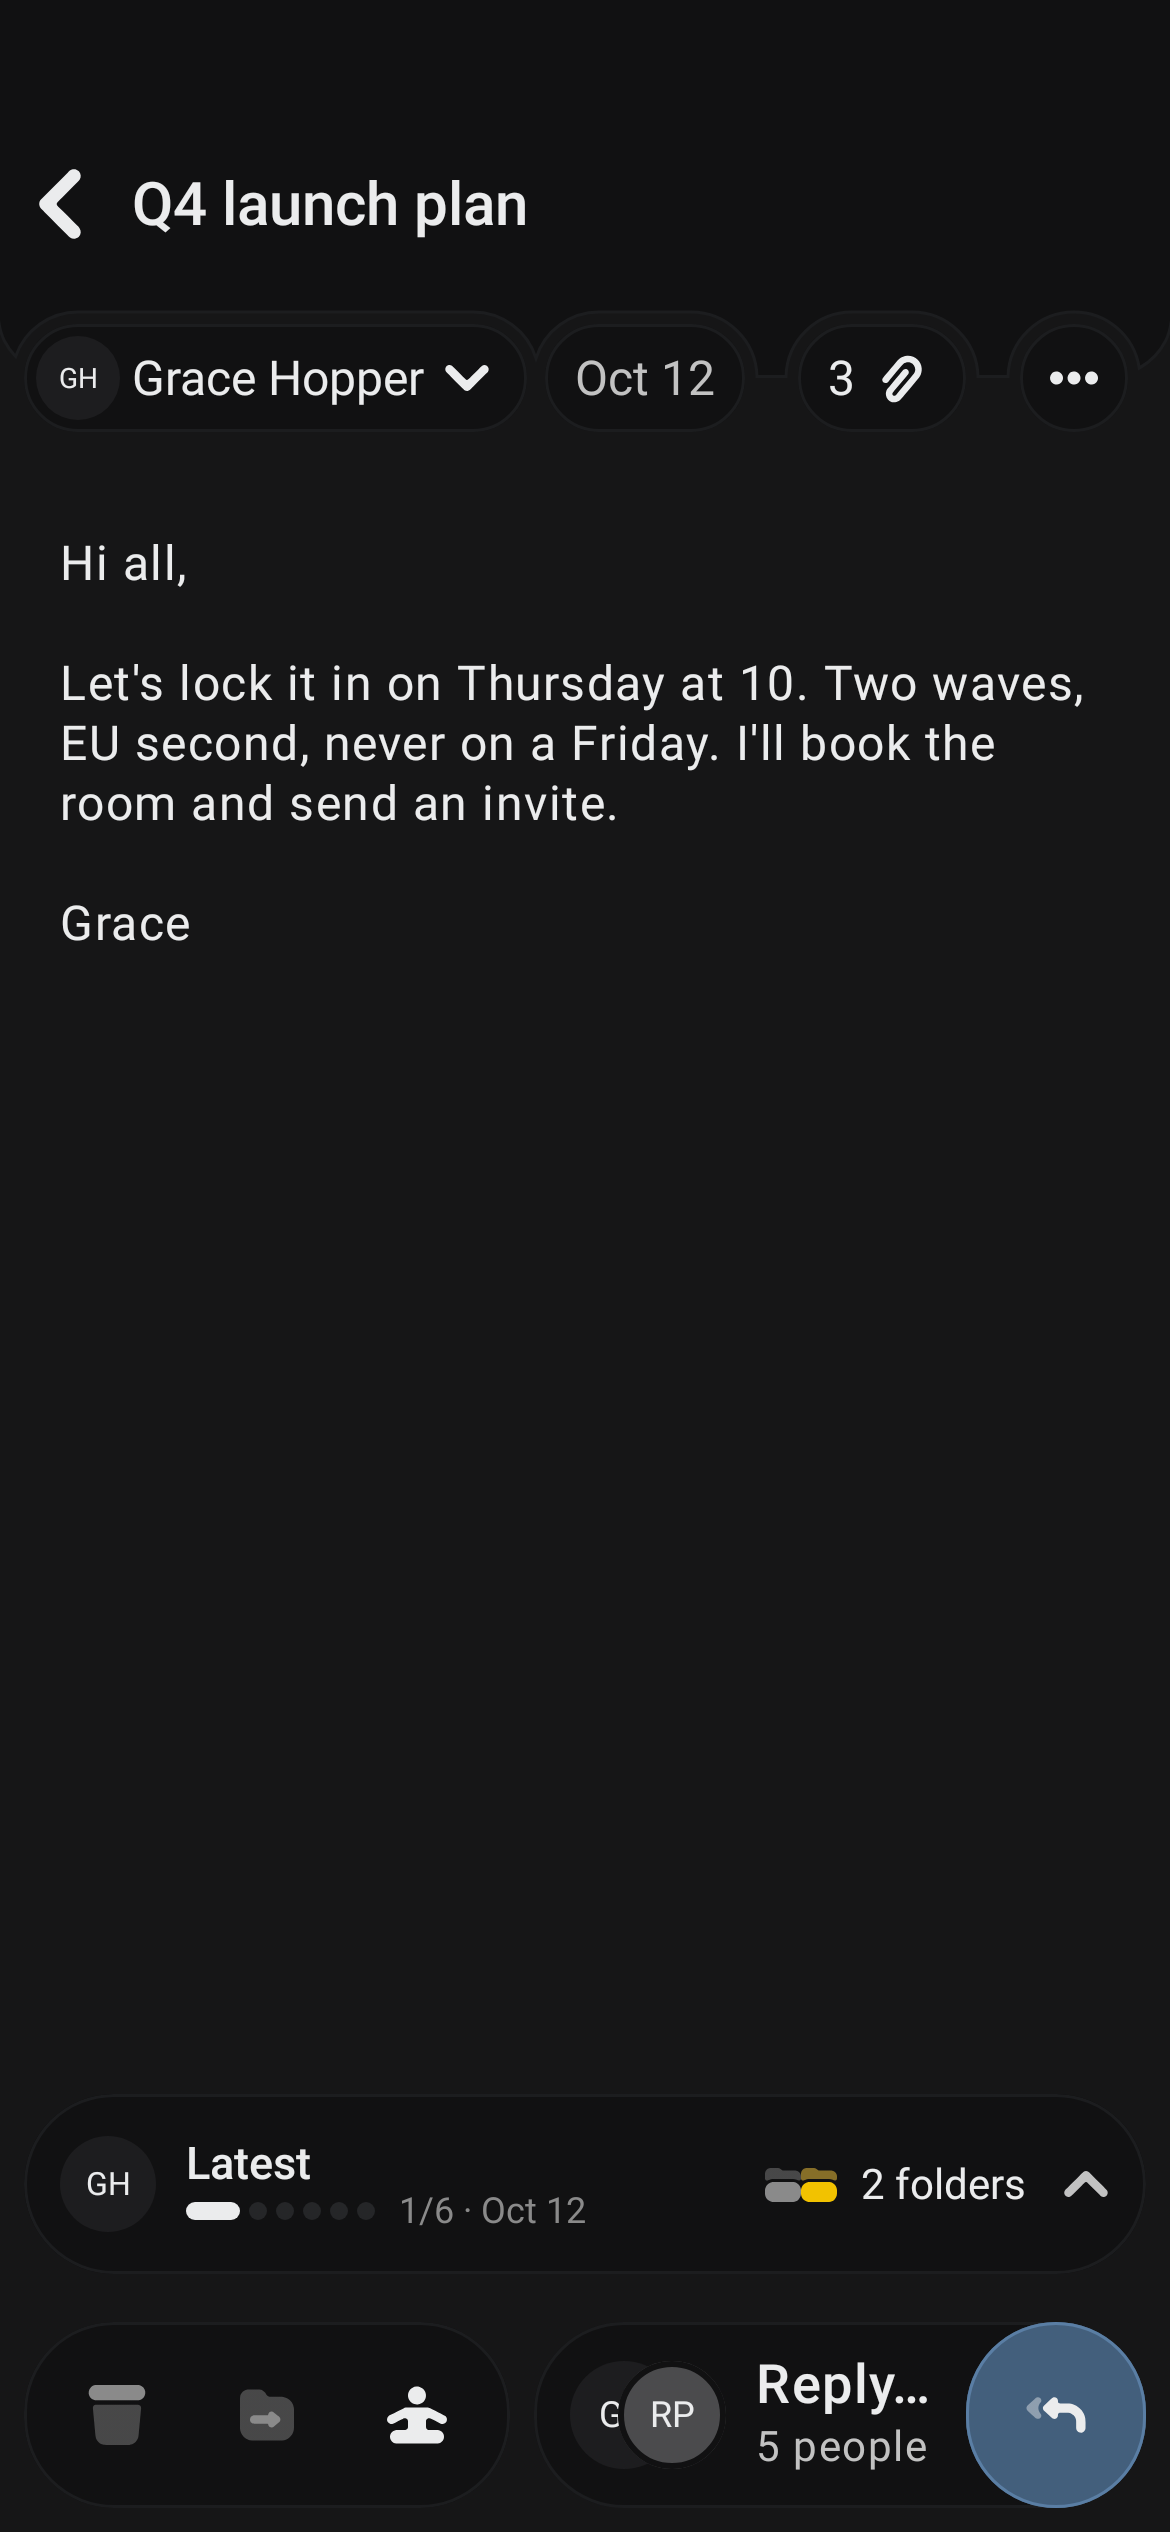 Q4 launch plan
GH Grace Hopper Oct 12 3
Hi all,
Let's lock it in on Thursday at 10. Two waves,
EU second, never on a Friday. I'll book the
room and send an invite.
Grace
GH Latest
1/6 · Oct 12
2 folders
G RP Reply...
5 people